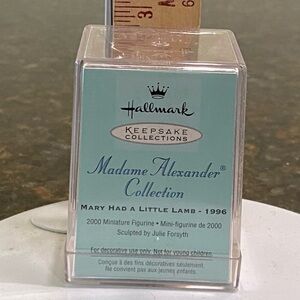 3
Hallmark
KEEPSAKE
COLLECTIONS
Madame Alexander®
Collection
MARY HAD A LITTLE LAMB - 1996
2000 Miniature Figurine • Mini-figurine de 2000
Sculpted by Julie Forsyth
For decorative use only. Not for young children.
Conçue à des fins décoratives seulement.
Ne convient pas aux jeunes enfants.